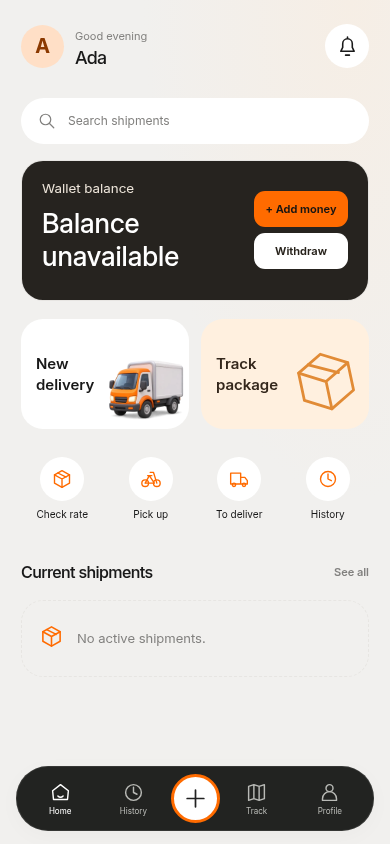 A
Good evening
Ada
Search shipments
Wallet balance
Balance
unavailable
+ Add money
Withdraw
New
delivery
Track
package
Check rate
Pick up
To deliver
History
Current shipments
See all
No active shipments.
Home
History
Track
Profile